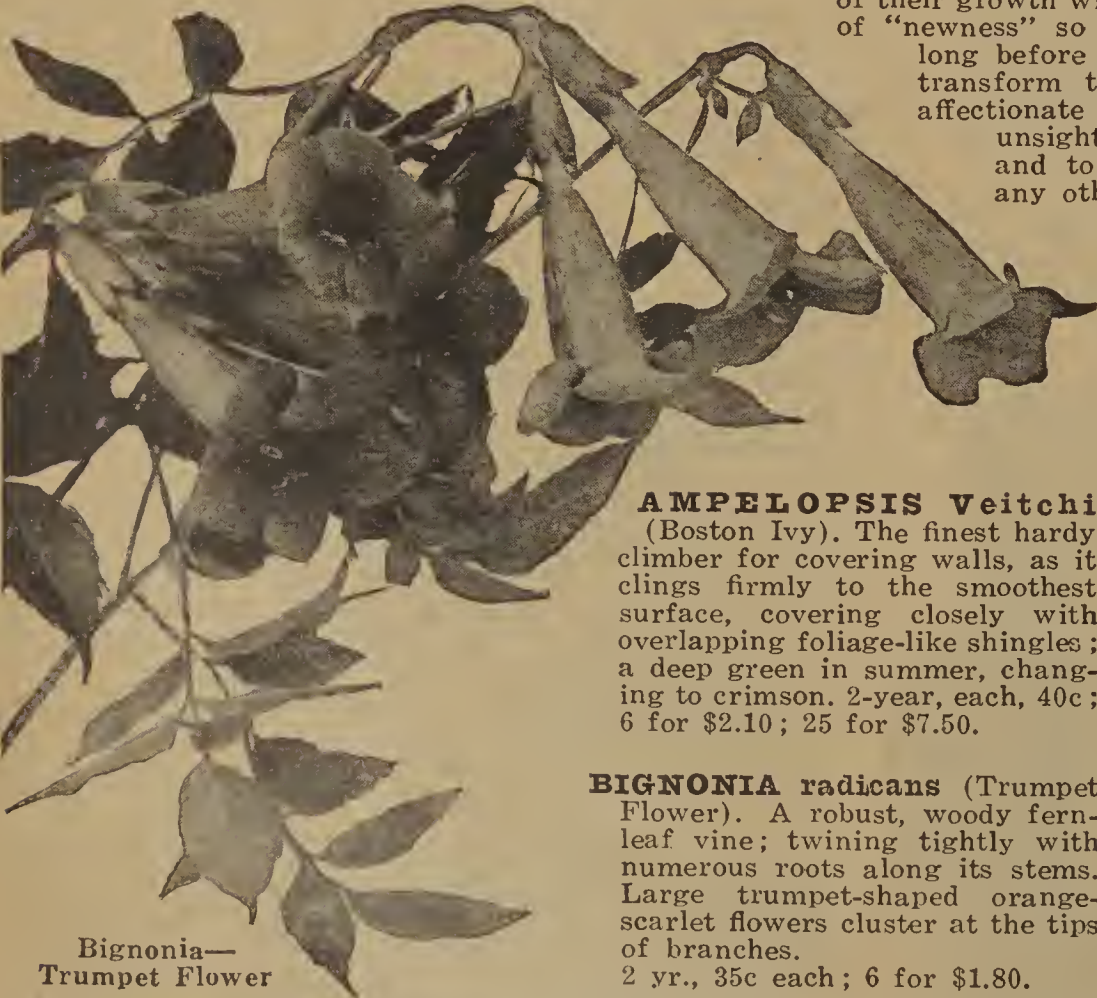 of their growth
of “newness” so
long before
transform
affectionate
and to
any
AMPELOPSIS Veitchi
(Boston Ivy). The finest hardy
climber for covering walls, as it
clings firmly to the smoothest
surface, covering closely with
overlapping foliage-like shingles;
a deep green in summer, chang-
ing to crimson. 2-year, each, 40c;
6 for $2.10; 25 for $7.50.
BIGNONIA radicans (Trumpet
Flower). A robust, woody fern-
leaf vine; twining tightly with
numerous roots along its stems.
Large trumpet-shaped orange-
scarlet flowers cluster at the tips
of branches.
2 yr., 35c each; 6 for $1.80.
Bignonia—
Trumpet Flower